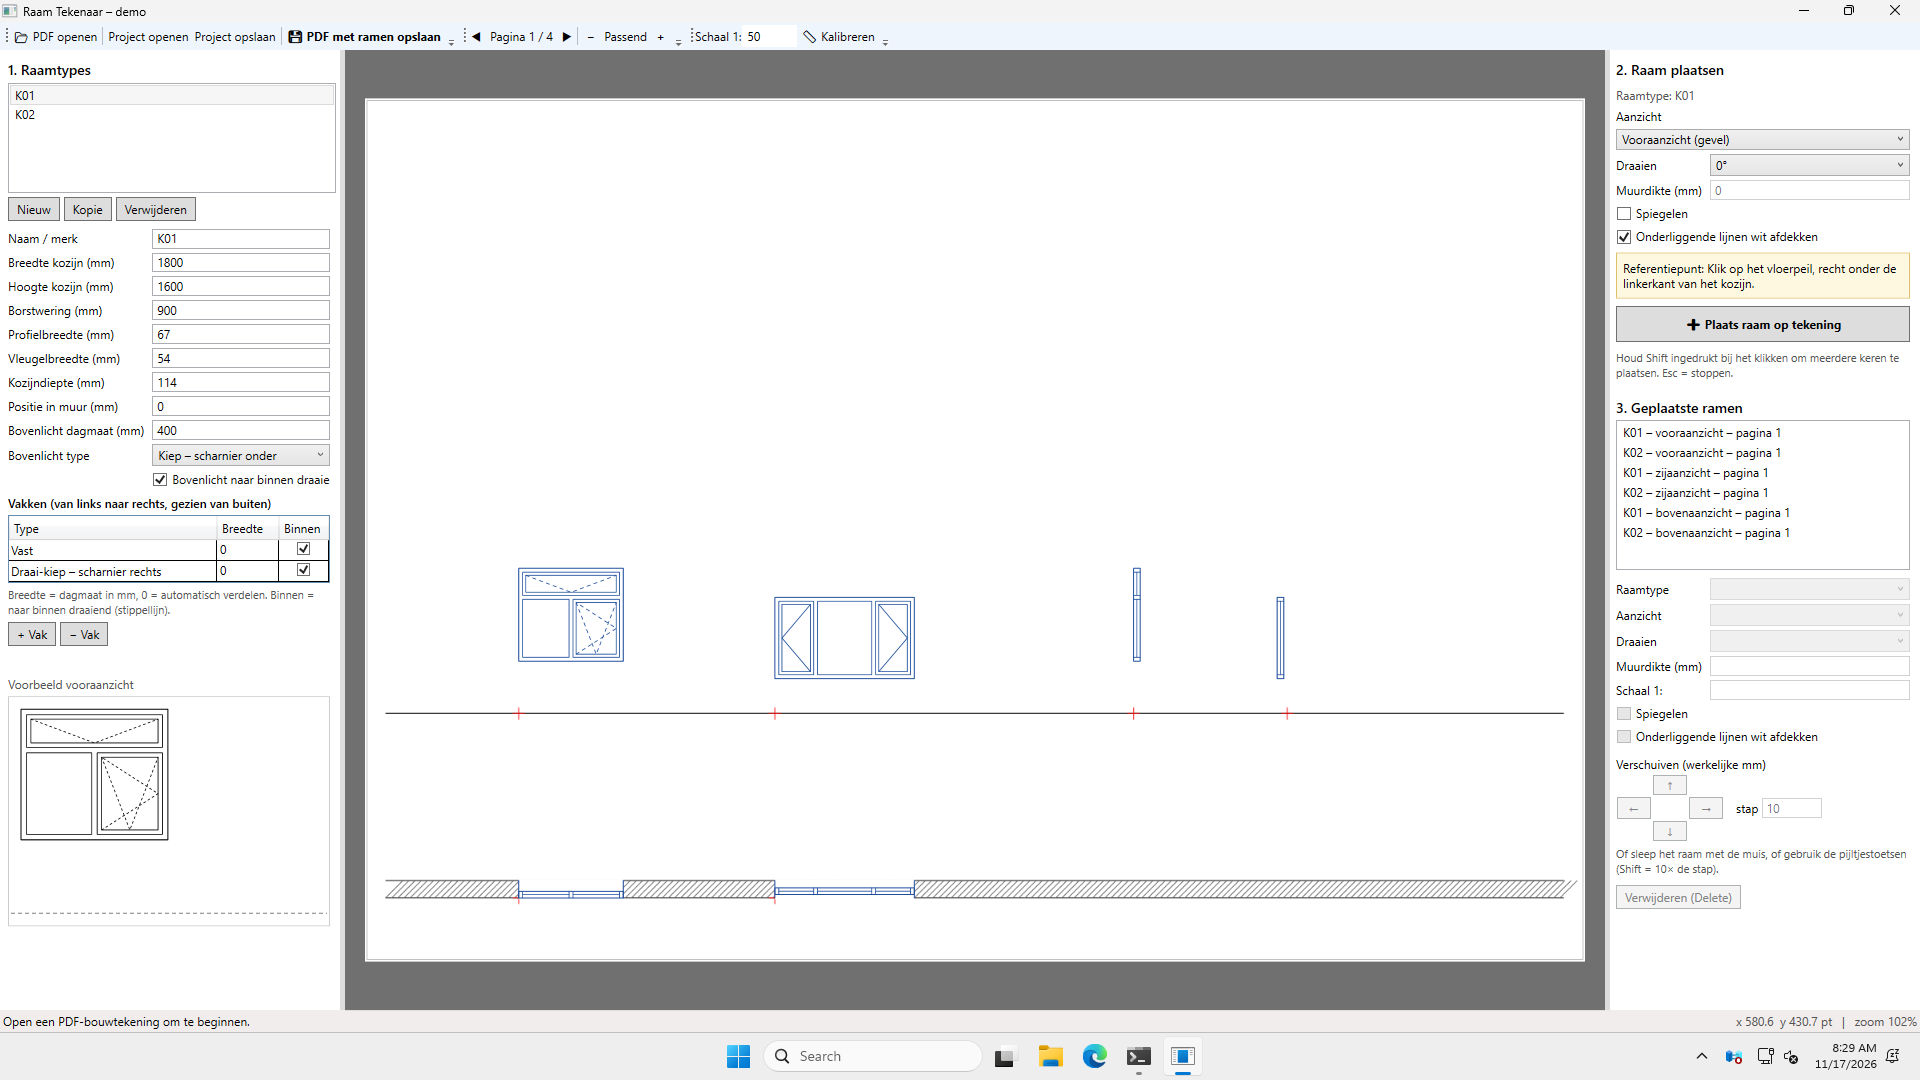 Raam Tekenaar – demo
PDF openen Project openen Project opslaan PDF met ramen opslaan Pagina 1 / 4 − Passend + Schaal 1: 50 Kalibreren
1. Raamtypes
K01
K02
Nieuw Kopie Verwijderen
Naam / merk K01
Breedte kozijn (mm) 1800
Hoogte kozijn (mm) 1600
Borstwering (mm) 900
Profielbreedte (mm) 67
Vleugelbreedte (mm) 54
Kozijndiepte (mm) 114
Positie in muur (mm) 0
Bovenlicht dagmaat (mm) 400
Bovenlicht type Kiep – scharnier onder
Bovenlicht naar binnen draaie
Vakken (van links naar rechts, gezien van buiten)
Type Breedte Binnen
Vast 0
Draai-kiep – scharnier rechts 0
Breedte = dagmaat in mm, 0 = automatisch verdelen. Binnen =
naar binnen draaiend (stippellijn).
+ Vak − Vak
Voorbeeld vooraanzicht
2. Raam plaatsen
Raamtype: K01
Aanzicht
Vooraanzicht (gevel)
Draaien 0°
Muurdikte (mm) 0
Spiegelen
Onderliggende lijnen wit afdekken
Referentiepunt: Klik op het vloerpeil, recht onder de
linkerkant van het kozijn.
+ Plaats raam op tekening
Houd Shift ingedrukt bij het klikken om meerdere keren te
plaatsen. Esc = stoppen.
3. Geplaatste ramen
K01 – vooraanzicht – pagina 1
K02 – vooraanzicht – pagina 1
K01 – zijaanzicht – pagina 1
K02 – zijaanzicht – pagina 1
K01 – bovenaanzicht – pagina 1
K02 – bovenaanzicht – pagina 1
Raamtype
Aanzicht
Draaien
Muurdikte (mm)
Schaal 1:
Spiegelen
Onderliggende lijnen wit afdekken
Verschuiven (werkelijke mm)
↑
← → stap 10
↓
Of sleep het raam met de muis, of gebruik de pijltjestoetsen
(Shift = 10× de stap).
Verwijderen (Delete)
Open een PDF-bouwtekening om te beginnen.
x 580.6 y 430.7 pt | zoom 102%
Search
8:29 AM
11/17/2026